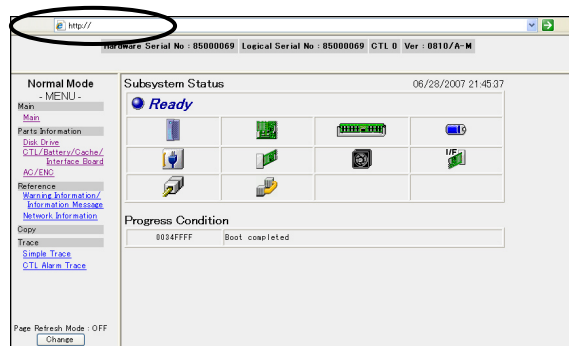 http://
Hardware Serial No : 85000069 Logical Serial No : 85000069 CTL 0 Ver : 0810/A-M
Normal Mode
- MENU -
Main
Main
Parts Information
Disk Drive
CTL/Battery/Cache/
Interface Board
AC/ENC
Reference
Warning Information/
Information Message
Network Information
Copy
Trace
Simple Trace
CTL Alarm Trace
Page Refresh Mode : OFF
Change
Subsystem Status
06/28/2007 21:45:37
Ready
I/F
Progress Condition
0034FFFF Boot completed